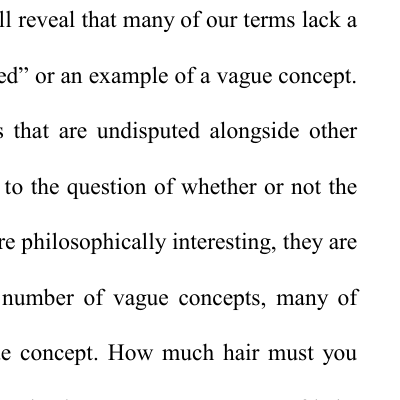 ll reveal that many of our terms lack a
ed” or an example of a vague concept.
s that are undisputed alongside other
to the question of whether or not the
re philosophically interesting, they are
number of vague concepts, many of
e concept. How much hair must you